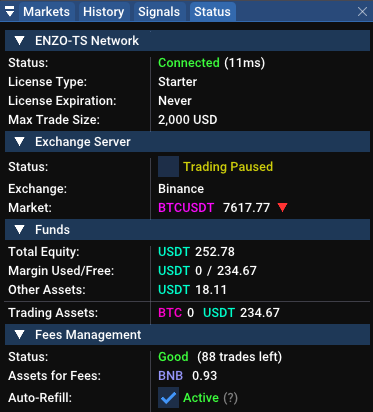 Markets History Signals Status
ENZO-TS Network
Status: Connected (11ms)
License Type: Starter
License Expiration: Never
Max Trade Size: 2,000 USD
Exchange Server
Status: Trading Paused
Exchange: Binance
Market: BTCUSDT 7617.77
Funds
Total Equity: USDT 252.78
Margin Used/Free: USDT 0 / 234.67
Other Assets: USDT 18.11
Trading Assets: BTC 0 USDT 234.67
Fees Management
Status: Good (88 trades left)
Assets for Fees: BNB 0.93
Auto-Refill: Active (?)